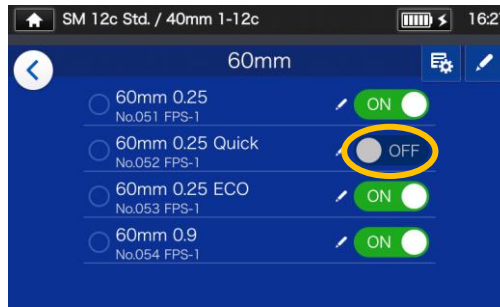 SM 12c Std. / 40mm 1-12c
60mm
60mm 0.25
No.051 FPS-1
ON
60mm 0.25 Quick
No.052 FPS-1
OFF
60mm 0.25 ECO
No.053 FPS-1
ON
60mm 0.9
No.054 FPS-1
ON